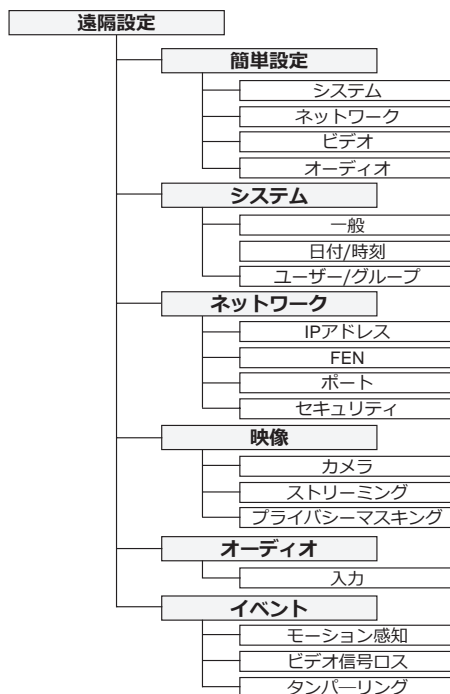 遠隔設定
簡単設定
システム
ネットワーク
ビデオ
オーディオ
システム
一般
日付/時刻
ユーザー/グループ
ネットワーク
IPアドレス
FEN
ポート
セキュリティ
映像
カメラ
ストリーミング
プライバシーマスキング
オーディオ
入力
イベント
モーション感知
ビデオ信号ロス
タンパ―リング